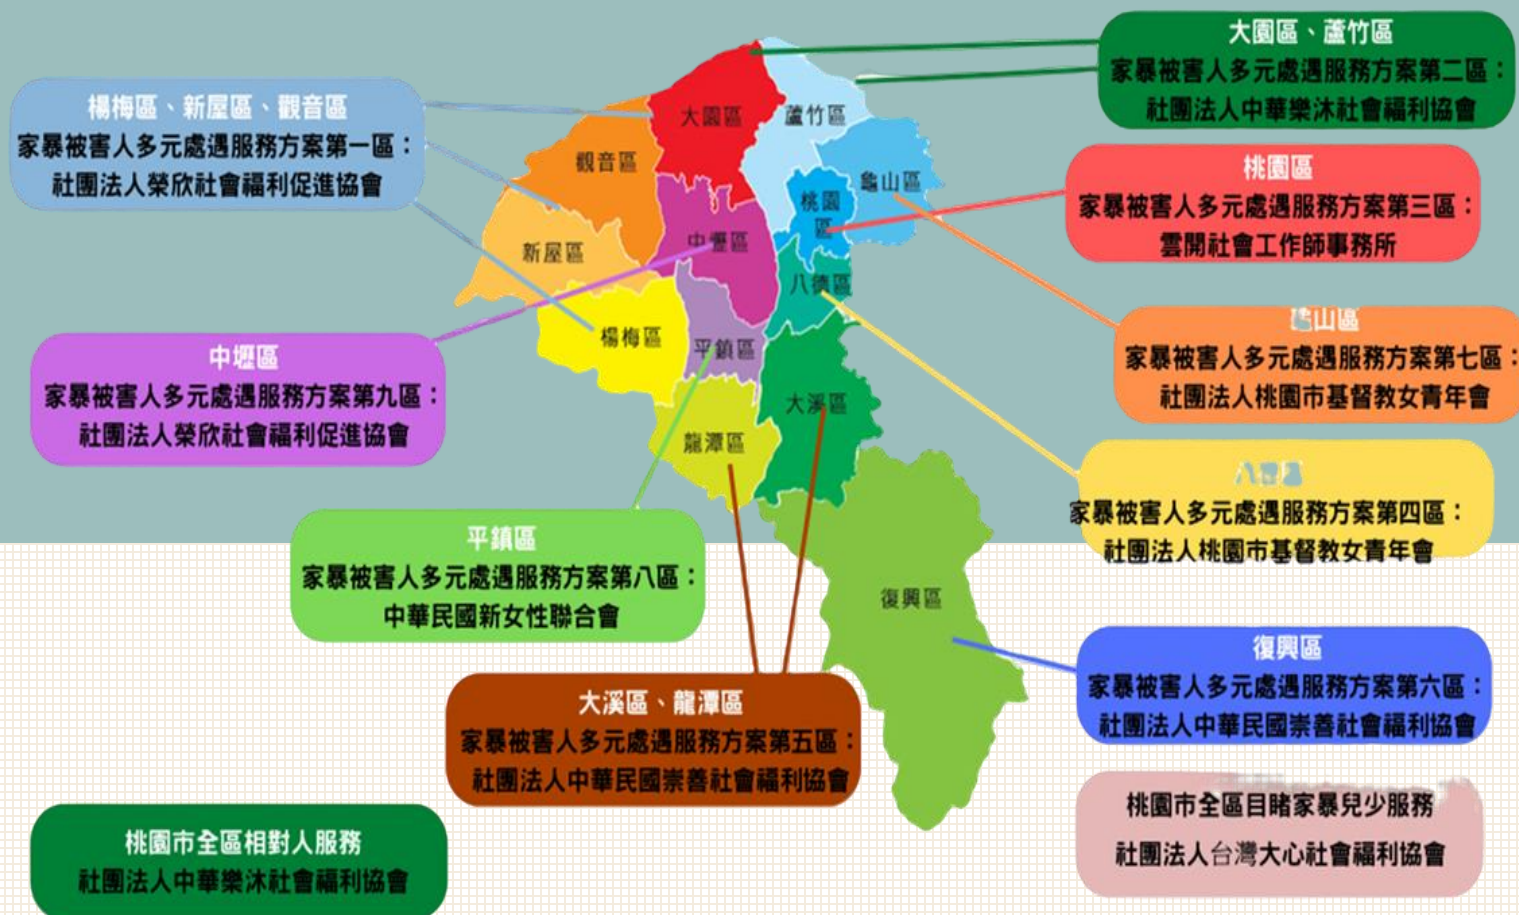 大園區、蘆竹區
家暴被害人多元處遇服務方案第二區：
社團法人中華樂沐社會福利協會
楊梅區、新屋區、觀音區
家暴被害人多元處遇服務方案第一區：
社團法人榮欣社會福利促進協會
大園區
蘆竹區
觀音區
龜山區
桃園
區
中壢區
新屋區
八德區
楊梅區
平鎮區
大溪區
龍潭區
復興區
桃園區
家暴被害人多元處遇服務方案第三區：
雲開社會工作師事務所
山區
家暴被害人多元處遇服務方案第七區：
社團法人桃園市基督教女青年會
中壢區
家暴被害人多元處遇服務方案第九區：
社團法人榮欣社會福利促進協會
家暴被害人多元處遇服務方案第四區：
社團法人桃園市基督教女青年會
平鎮區
家暴被害人多元處遇服務方案第八區：
中華民國新女性聯合會
復興區
家暴被害人多元處遇服務方案第六區：
社團法人中華民國崇善社會福利協會
大溪區、龍潭區
家暴被害人多元處遇服務方案第五區：
社團法人中華民國崇善社會福利協會
桃園市全區目睹家暴兒少服務
社團法人台灣大心社會福利協會
桃園市全區相對人服務
社團法人中華樂沐社會福利協會